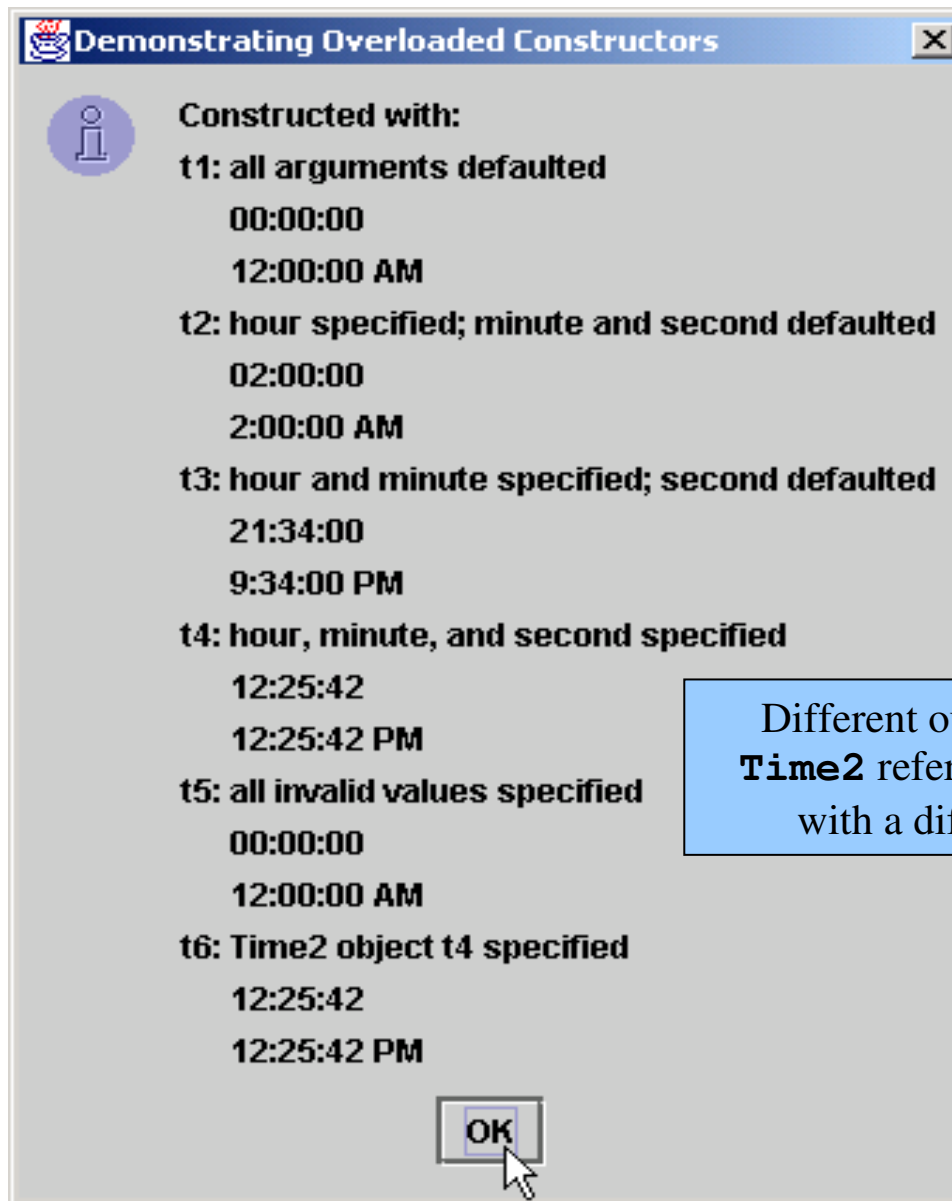 Demonstrating Overloaded Constructors
Constructed with:
t1: all arguments defaulted
00:00:00
12:00:00 AM
t2: hour specified; minute and second defaulted
02:00:00
2:00:00 AM
t3: hour and minute specified; second defaulted
21:34:00
9:34:00 PM
t4: hour, minute, and second specified
12:25:42
12:25:42 PM
t5: all invalid values specified
00:00:00
12:00:00 AM
t6: Time2 object t4 specified
12:25:42
12:25:42 PM
OK
Different
Time2
with a